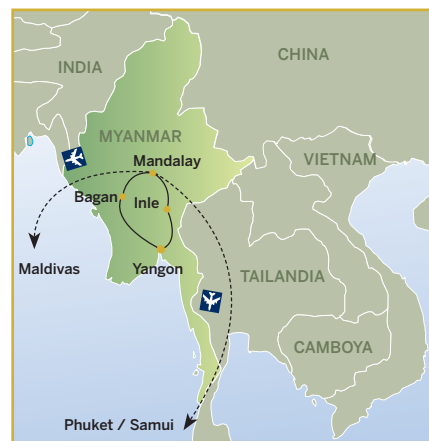 CHINA
INDIA
MYANMAR
Mandalay
VIETNAM
Bagan
Inle
Maldivas
Yangon
TAILANDIA
CAMBOYA
Phuket / Samui